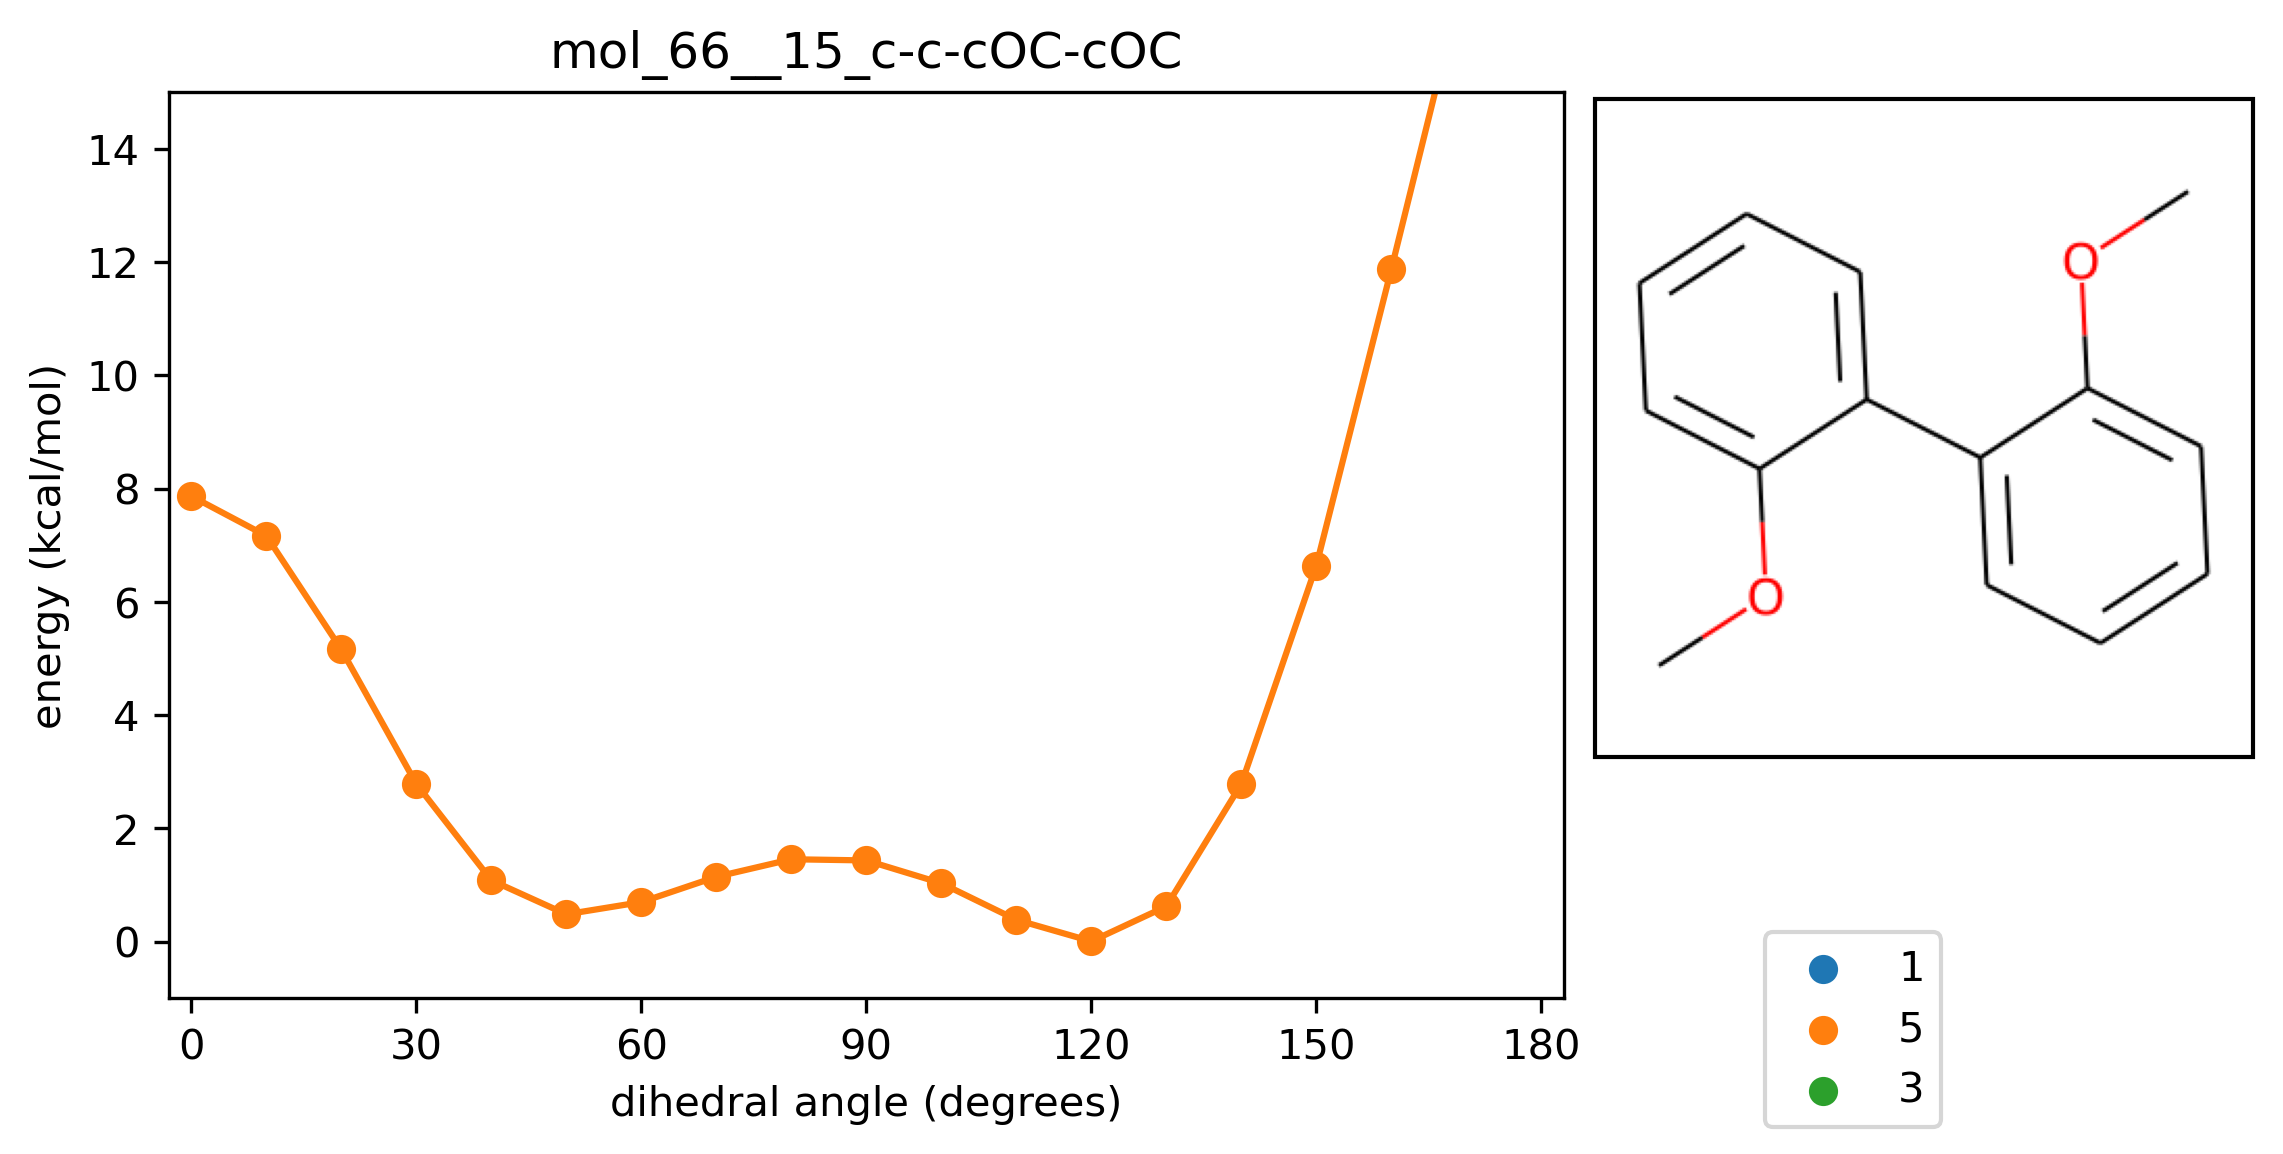 mol_66__15_c-c-cOC-cOC
energy (kcal/mol)
14
12
10
8
6
4
2
0
0 30 60 90 120 150 180
dihedral angle (degrees)
O
O
1
5
3